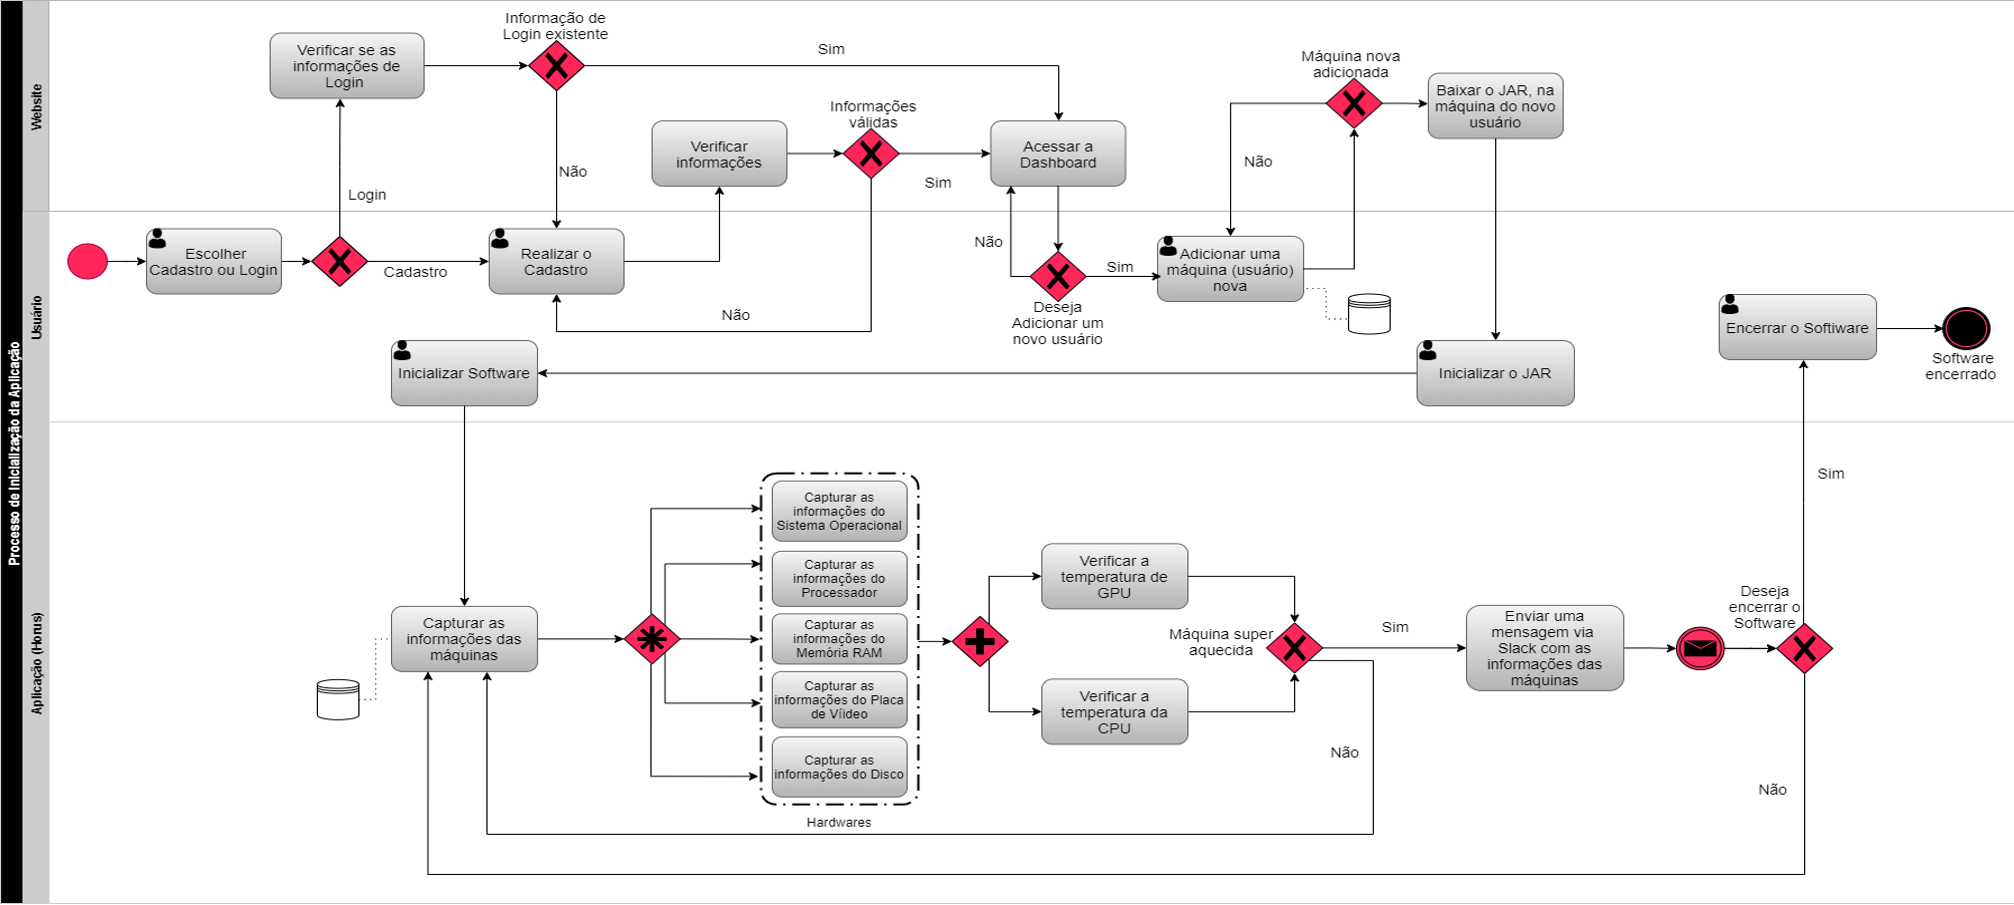 Processo de Inicialização da Aplicação
Website
Informação de
Login existente
Verificar se as
informações de
Login
Sim
Não
Login
Informações
válidas
Verificar
informações
Sim
Acessar a
Dashboard
Máquina nova
adicionada
Baixar o JAR, na
máquina do novo
usuário
Não
Usuário
Escolher
Cadastro ou Login
Cadastro
Realizar o
Cadastro
Não
Não
Sim
Deseja
Adicionar um
novo usuário
Adicionar uma
máquina (usuário)
nova
Inicializar Software
Inicializar o JAR
Encerrar o Softiware
Software
encerrado
Aplicação (Horus)
Sim
Capturar as
informações das
máquinas
Capturar as
informações do
Sistema Operacional
Capturar as
informações do
Processador
Capturar as
informações do
Memória RAM
Capturar as
informações do Placa
de Víideo
Capturar as
informações do Disco
Hardwares
Verificar a
temperatura de
GPU
Verificar a
temperatura da
CPU
Máquina super
aquecida
Sim
Não
Enviar uma
mensagem via
Slack com as
informações das
máquinas
Deseja
encerrar o
Software
Não